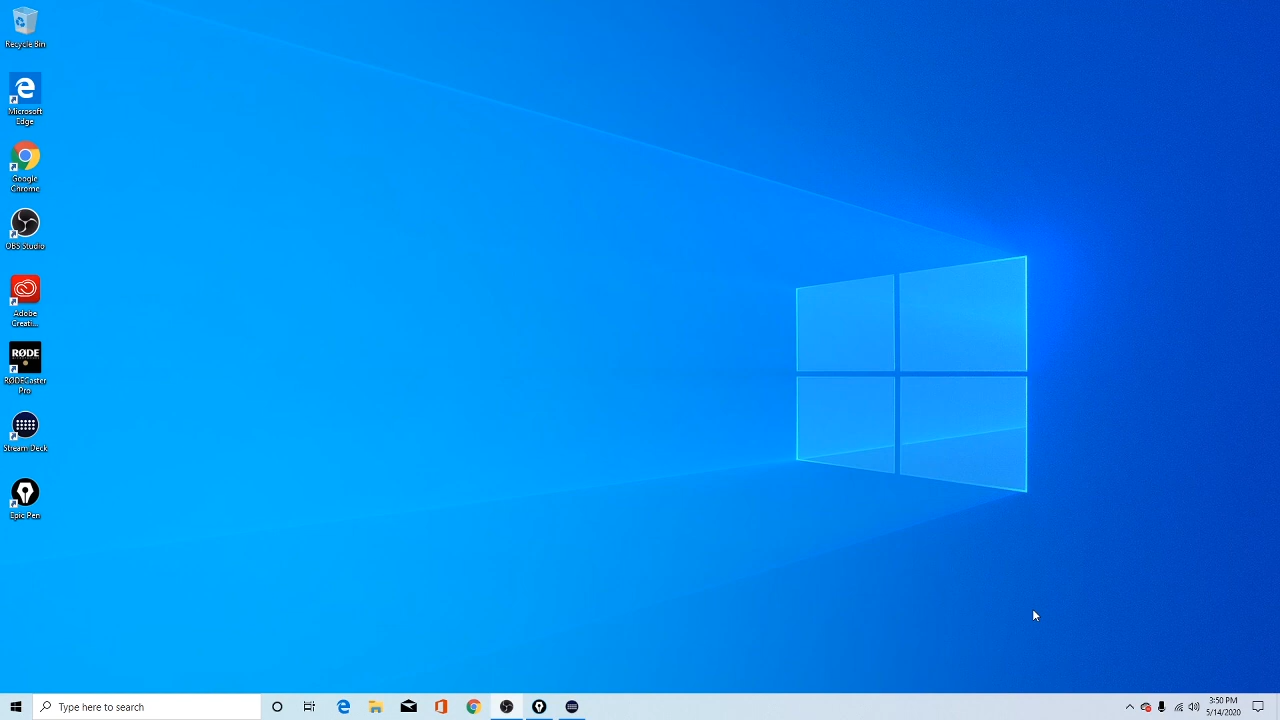 Recycle Bin
Microsoft
Edge
Google
Chrome
OBS Studio
Adobe
Creati...
RØDE
RØDECaster
Pro
Stream Deck
Epic Pen
Type here to search
3:50 PM
5/14/2020